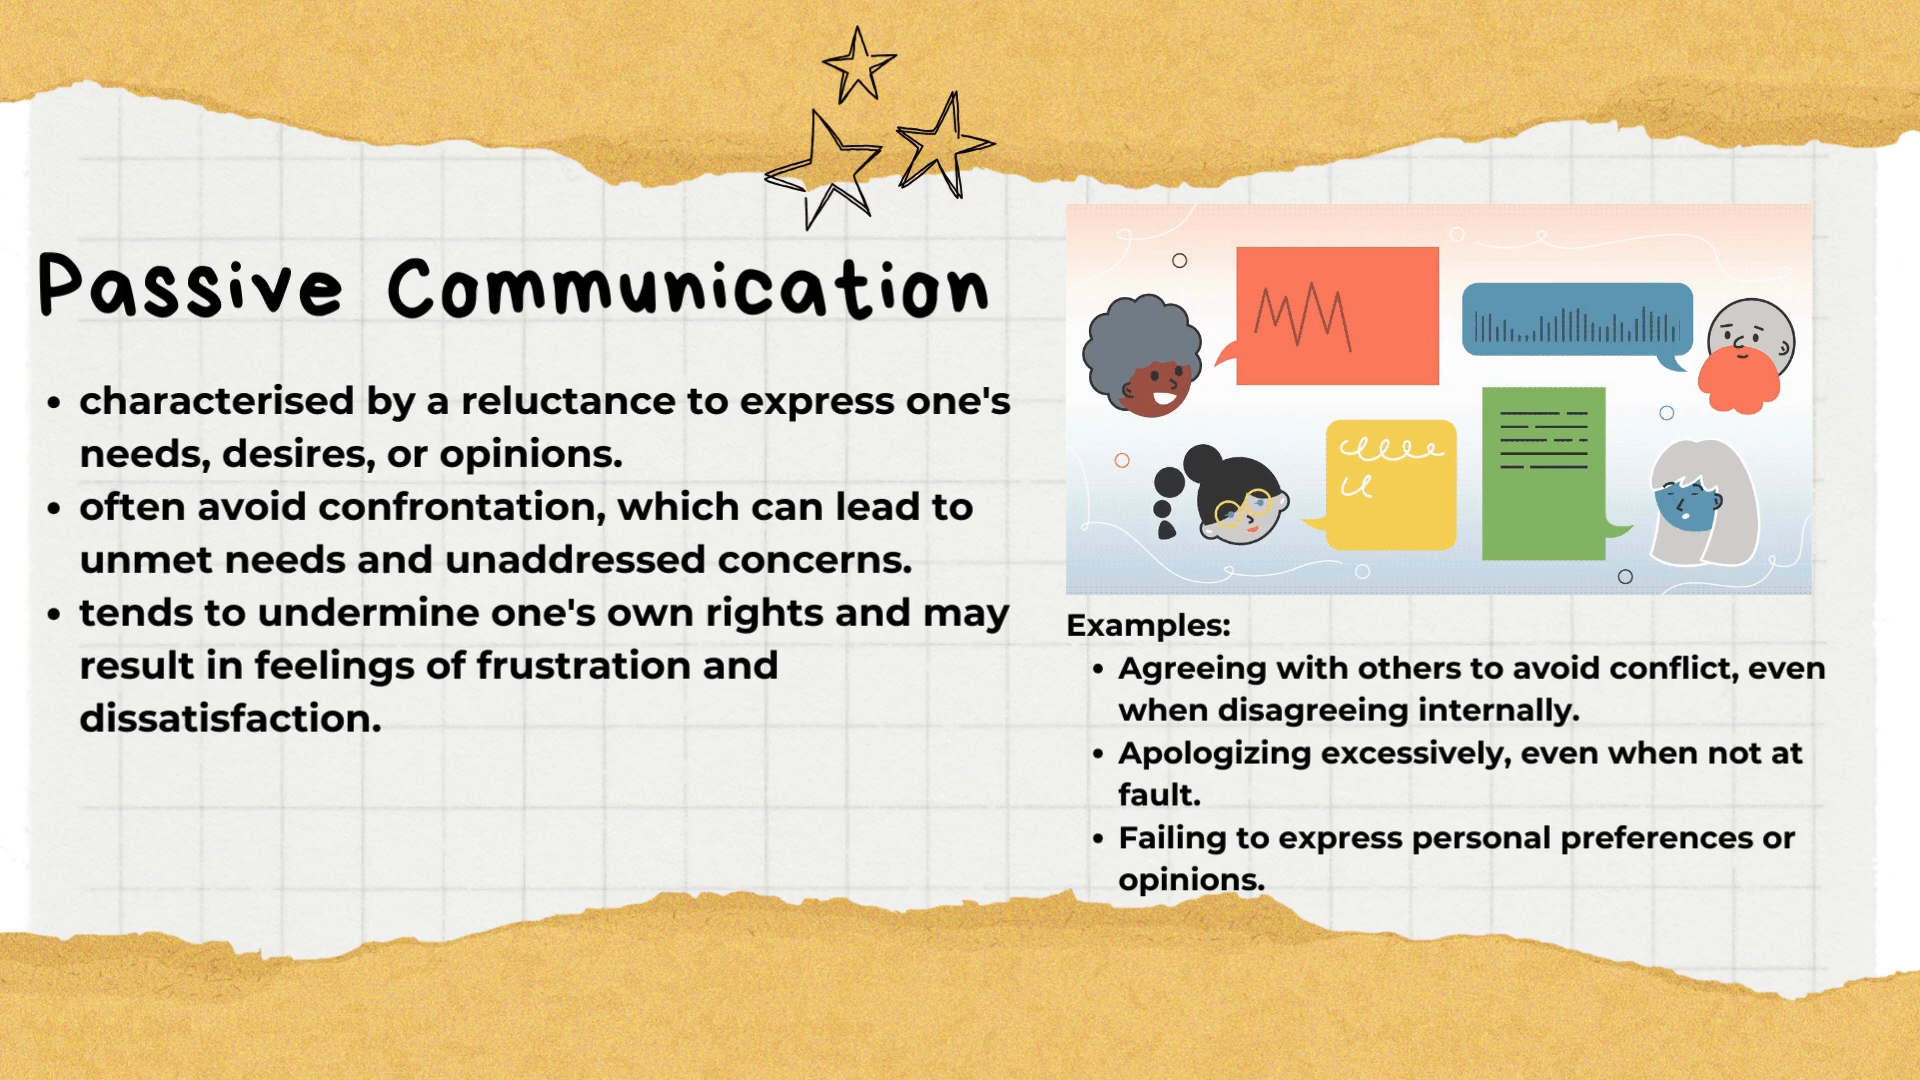 Passive Communication
• characterised by a reluctance to express one's
needs, desires, or opinions.
• often avoid confrontation, which can lead to
unmet needs and unaddressed concerns.
• tends to undermine one's own rights and may
result in feelings of frustration and
dissatisfaction.
Examples:
• Agreeing with others to avoid conflict, even
when disagreeing internally.
• Apologizing excessively, even when not at
fault.
• Failing to express personal preferences or
opinions.